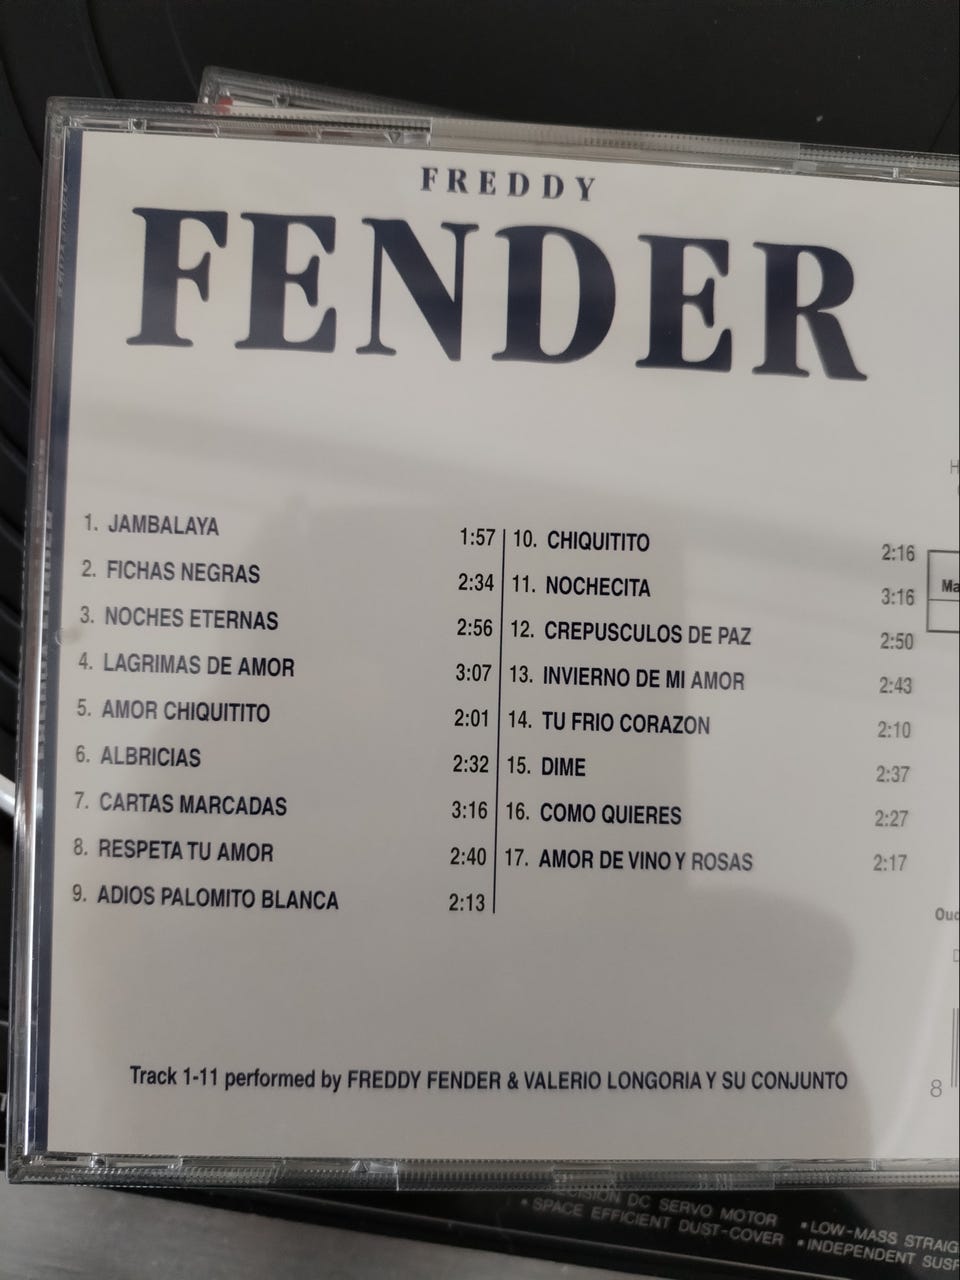 FREDDY
FENDER
1. JAMBALAYA 1:57
2. FICHAS NEGRAS 2:34
3. NOCHES ETERNAS 2:56
4. LAGRIMAS DE AMOR 3:07
5. AMOR CHIQUITITO 2:01
6. ALBRICIAS 2:32
7. CARTAS MARCADAS 3:16
8. RESPETA TU AMOR 2:40
9. ADIOS PALOMITO BLANCA 2:13
10. CHIQUITITO 2:16
11. NOCHECITA 3:16
12. CREPUSCULOS DE PAZ 2:50
13. INVIERNO DE MI AMOR 2:43
14. TU FRIO CORAZON 2:10
15. DIME 2:37
16. COMO QUIERES 2:27
17. AMOR DE VINO Y ROSAS 2:17
Track 1-11 performed by FREDDY FENDER & VALERIO LONGORIA Y SU CONJUNTO
8
DC SERVO MOTOR
• SPACE EFFICIENT DUST-COVER
• LOW-MASS
• INDEPENDENT